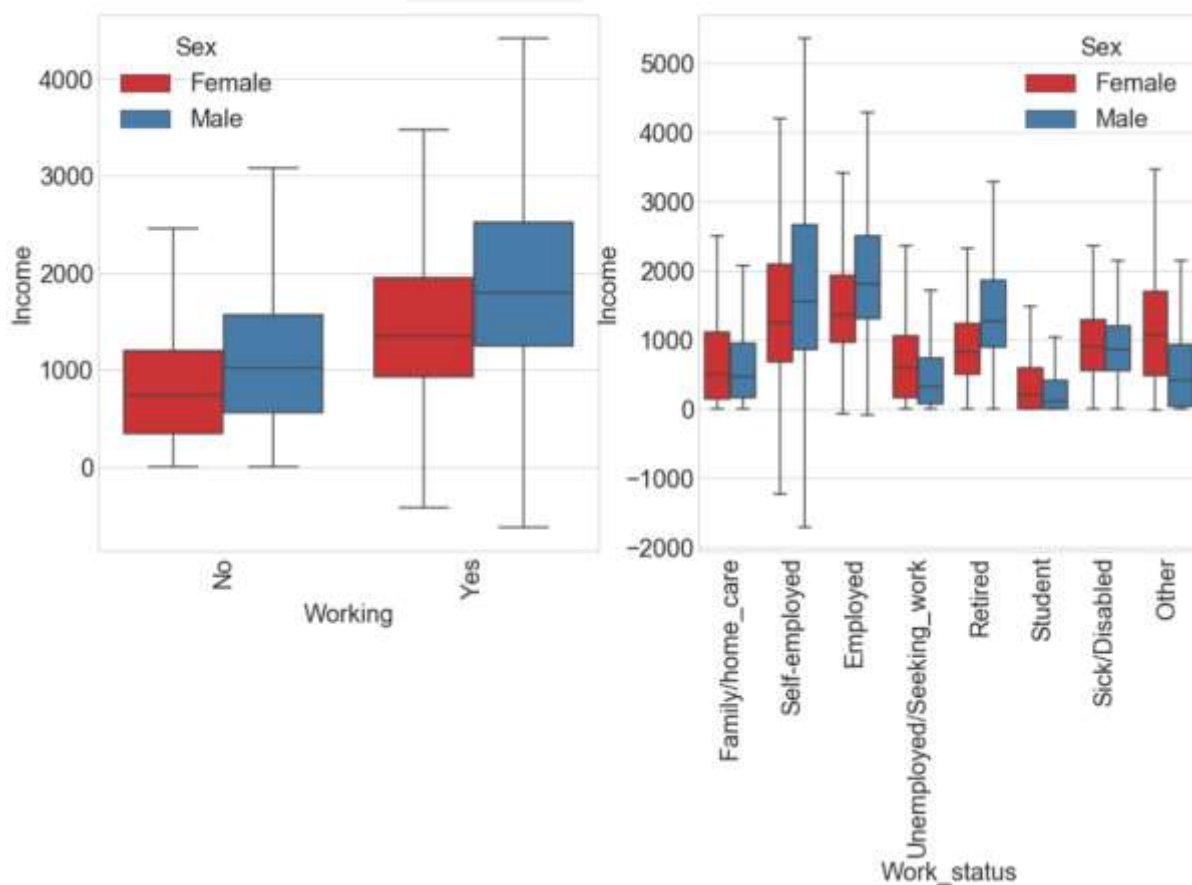 Sex
Female
Male
4000
3000
2000
1000
0
Income
No
Yes
Working
Sex
Female
Male
5000
4000
3000
2000
1000
0
−1000
−2000
Income
Family/home_care
Self-employed
Employed
Unemployed/Seeking_work
Retired
Student
Sick/Disabled
Other
Work_status